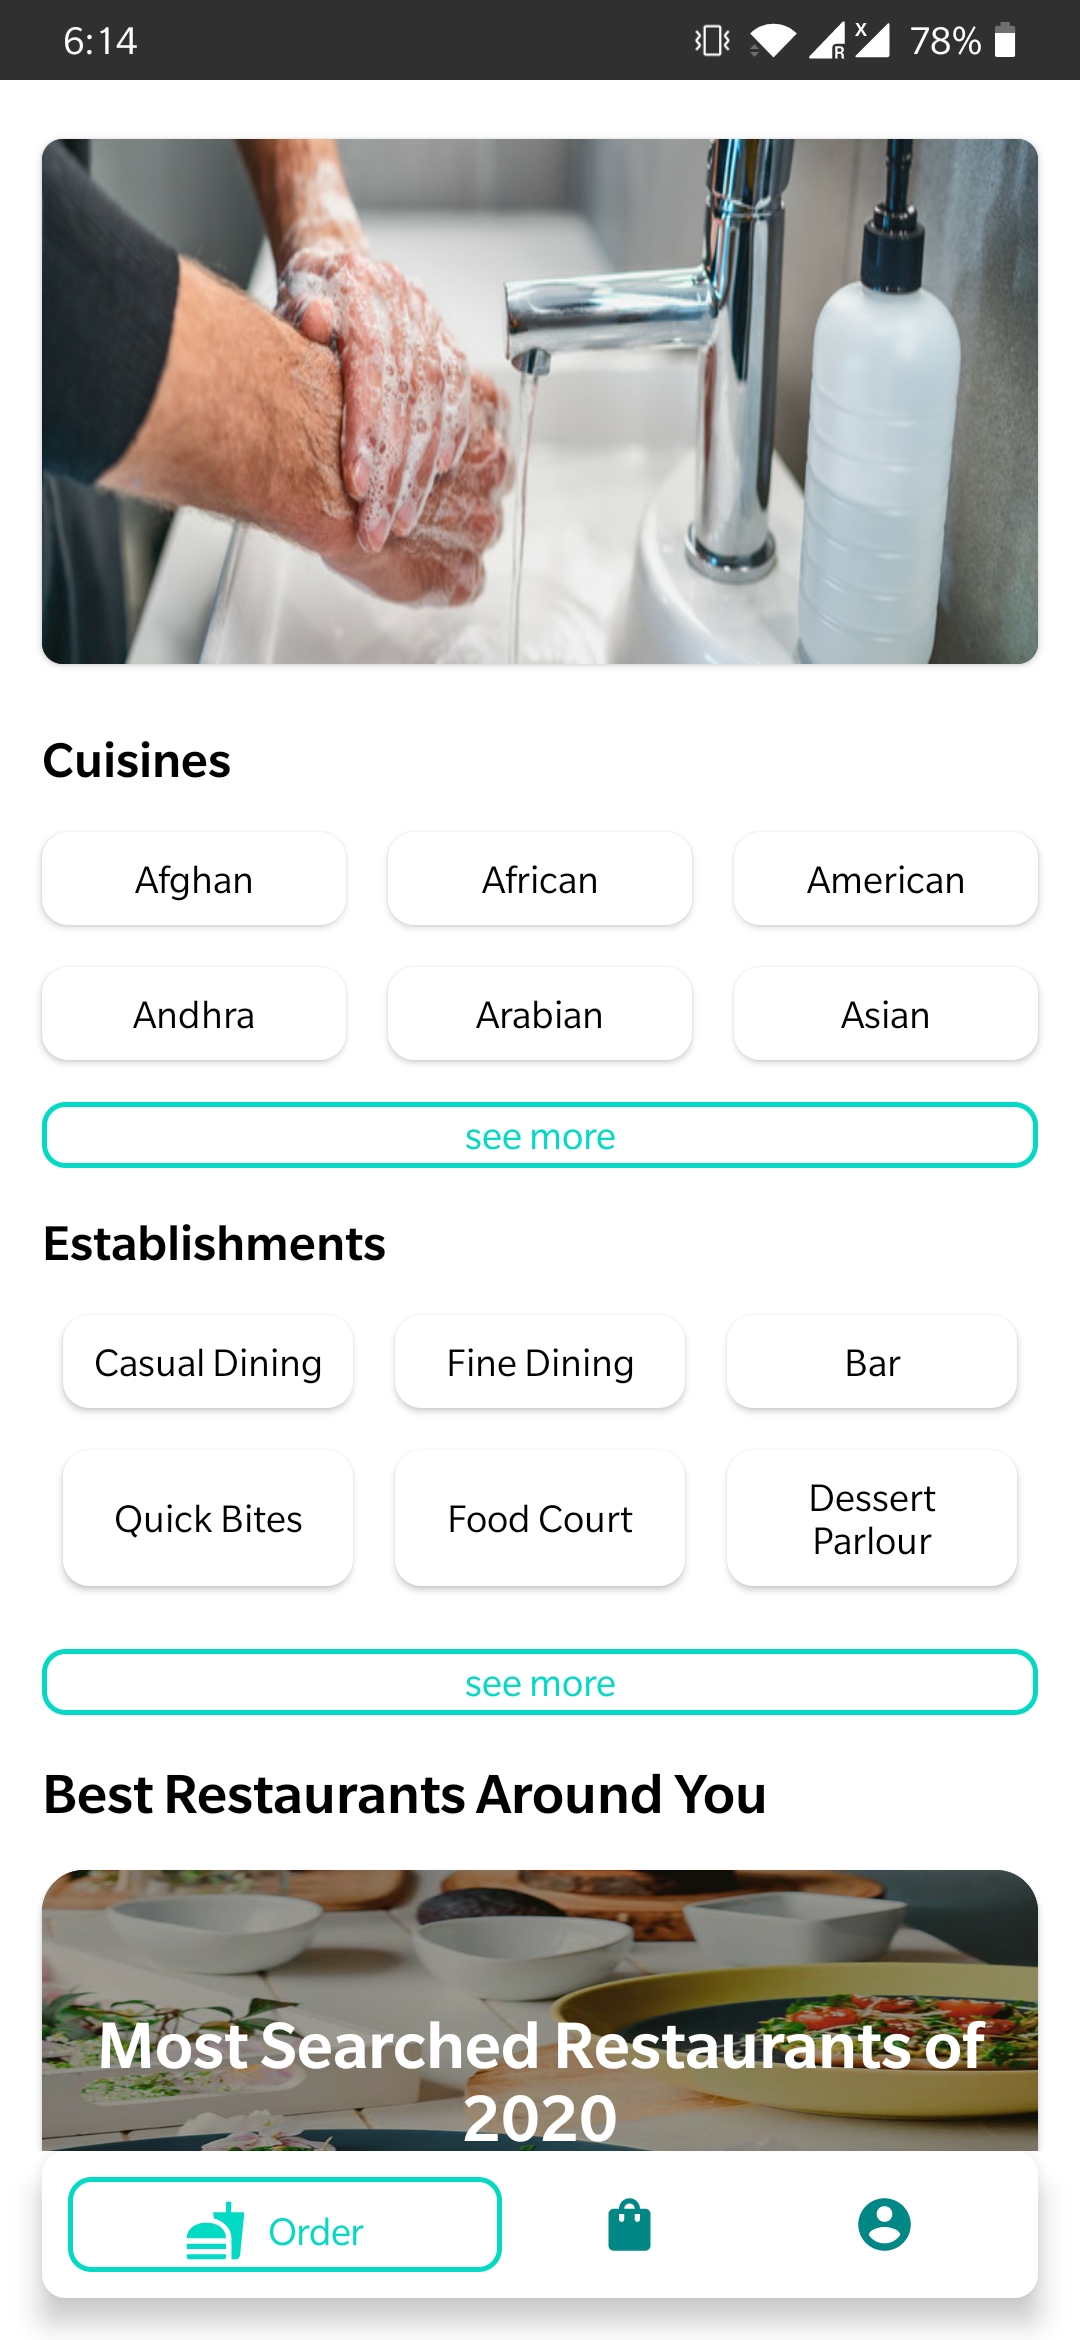 6:14
R
X
78%
Cuisines
Afghan
African
American
Andhra
Arabian
Asian
see more
Establishments
Casual Dining
Fine Dining
Bar
Quick Bites
Food Court
Dessert
Parlour
see more
Best Restaurants Around You
Most Searched Restaurants of
2020
Order